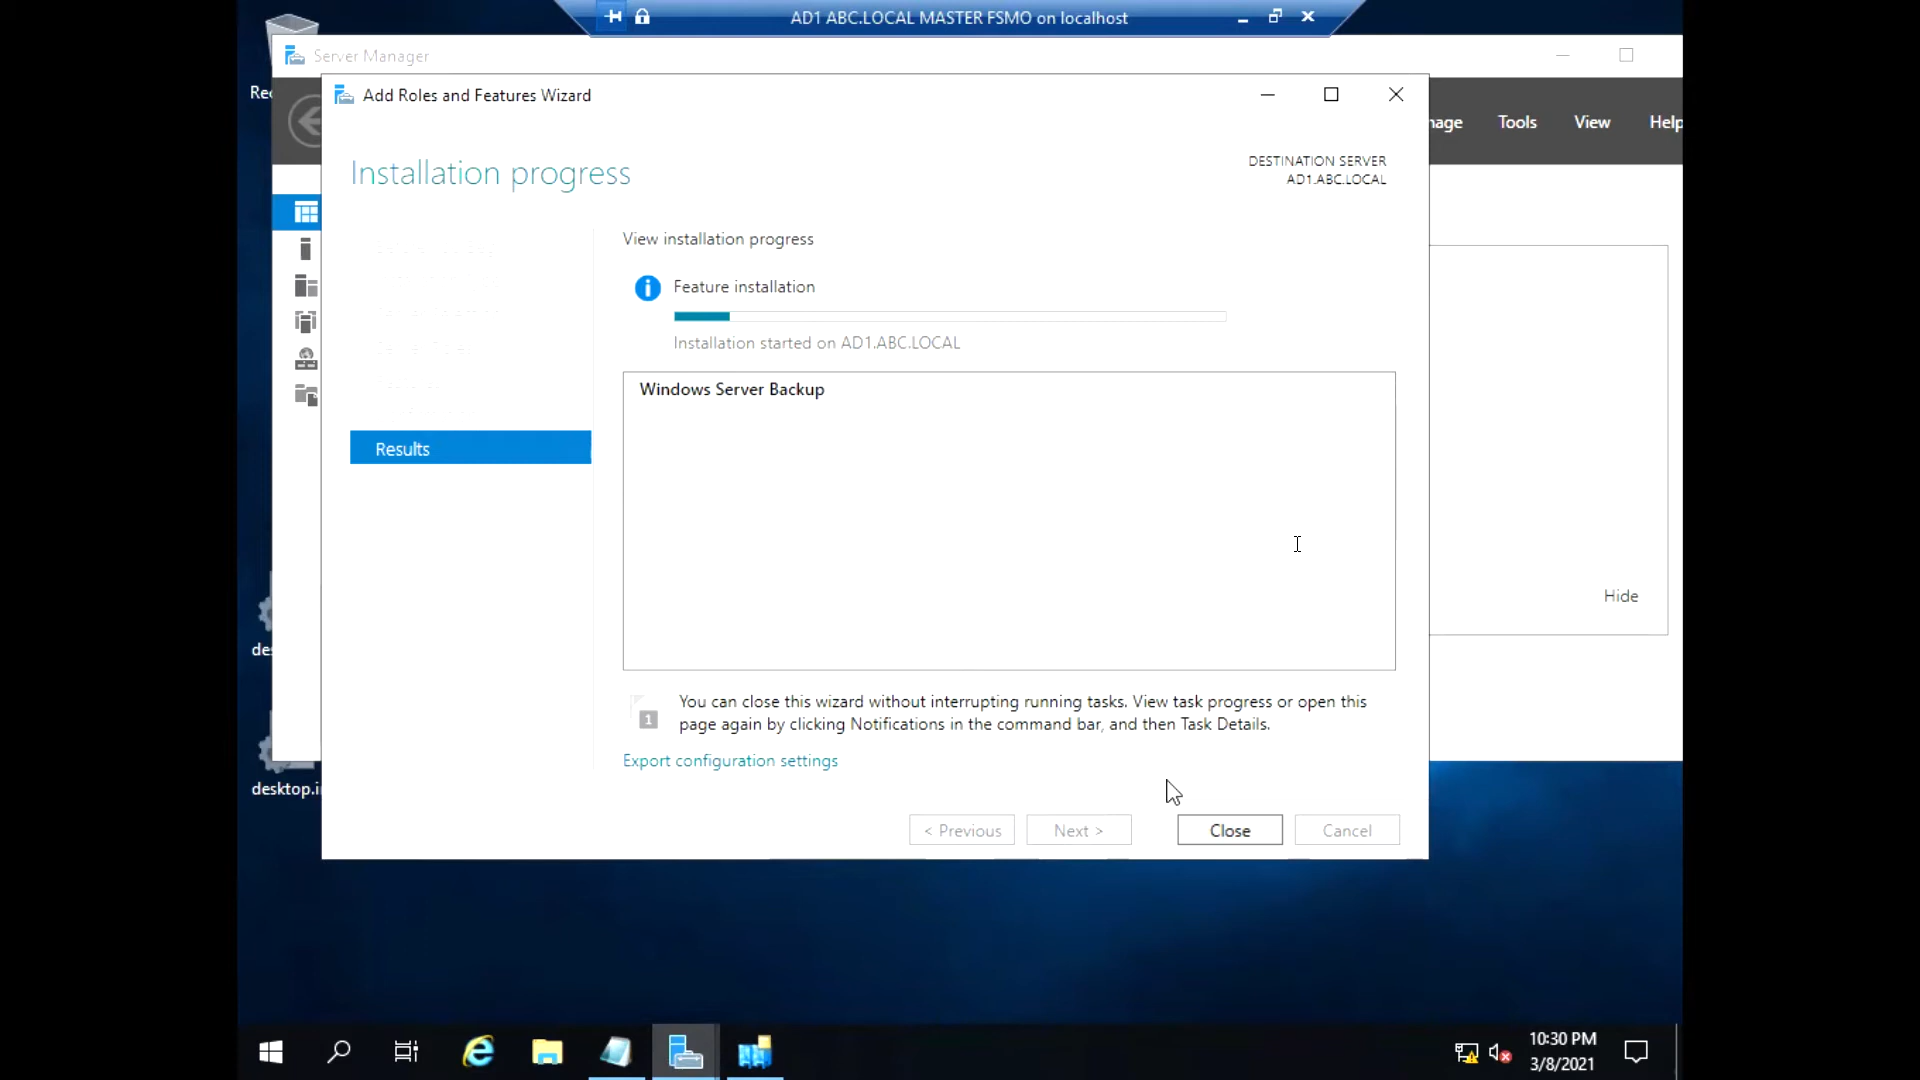 AD1 ABC.LOCAL MASTER FSMO on localhost
Server Manager
Add Roles and Features Wizard
Tools
View
Help
Installation progress
DESTINATION SERVER
AD1.ABC.LOCAL
View installation progress
Feature installation
Installation started on AD1.ABC.LOCAL
Windows Server Backup
Results
Hide
1
You can close this wizard without interrupting running tasks. View task progress or open this
page again by clicking Notifications in the command bar, and then Task Details.
Export configuration settings
desktop.i
< Previous
Next >
Close
Cancel
10:30 PM
3/8/2021